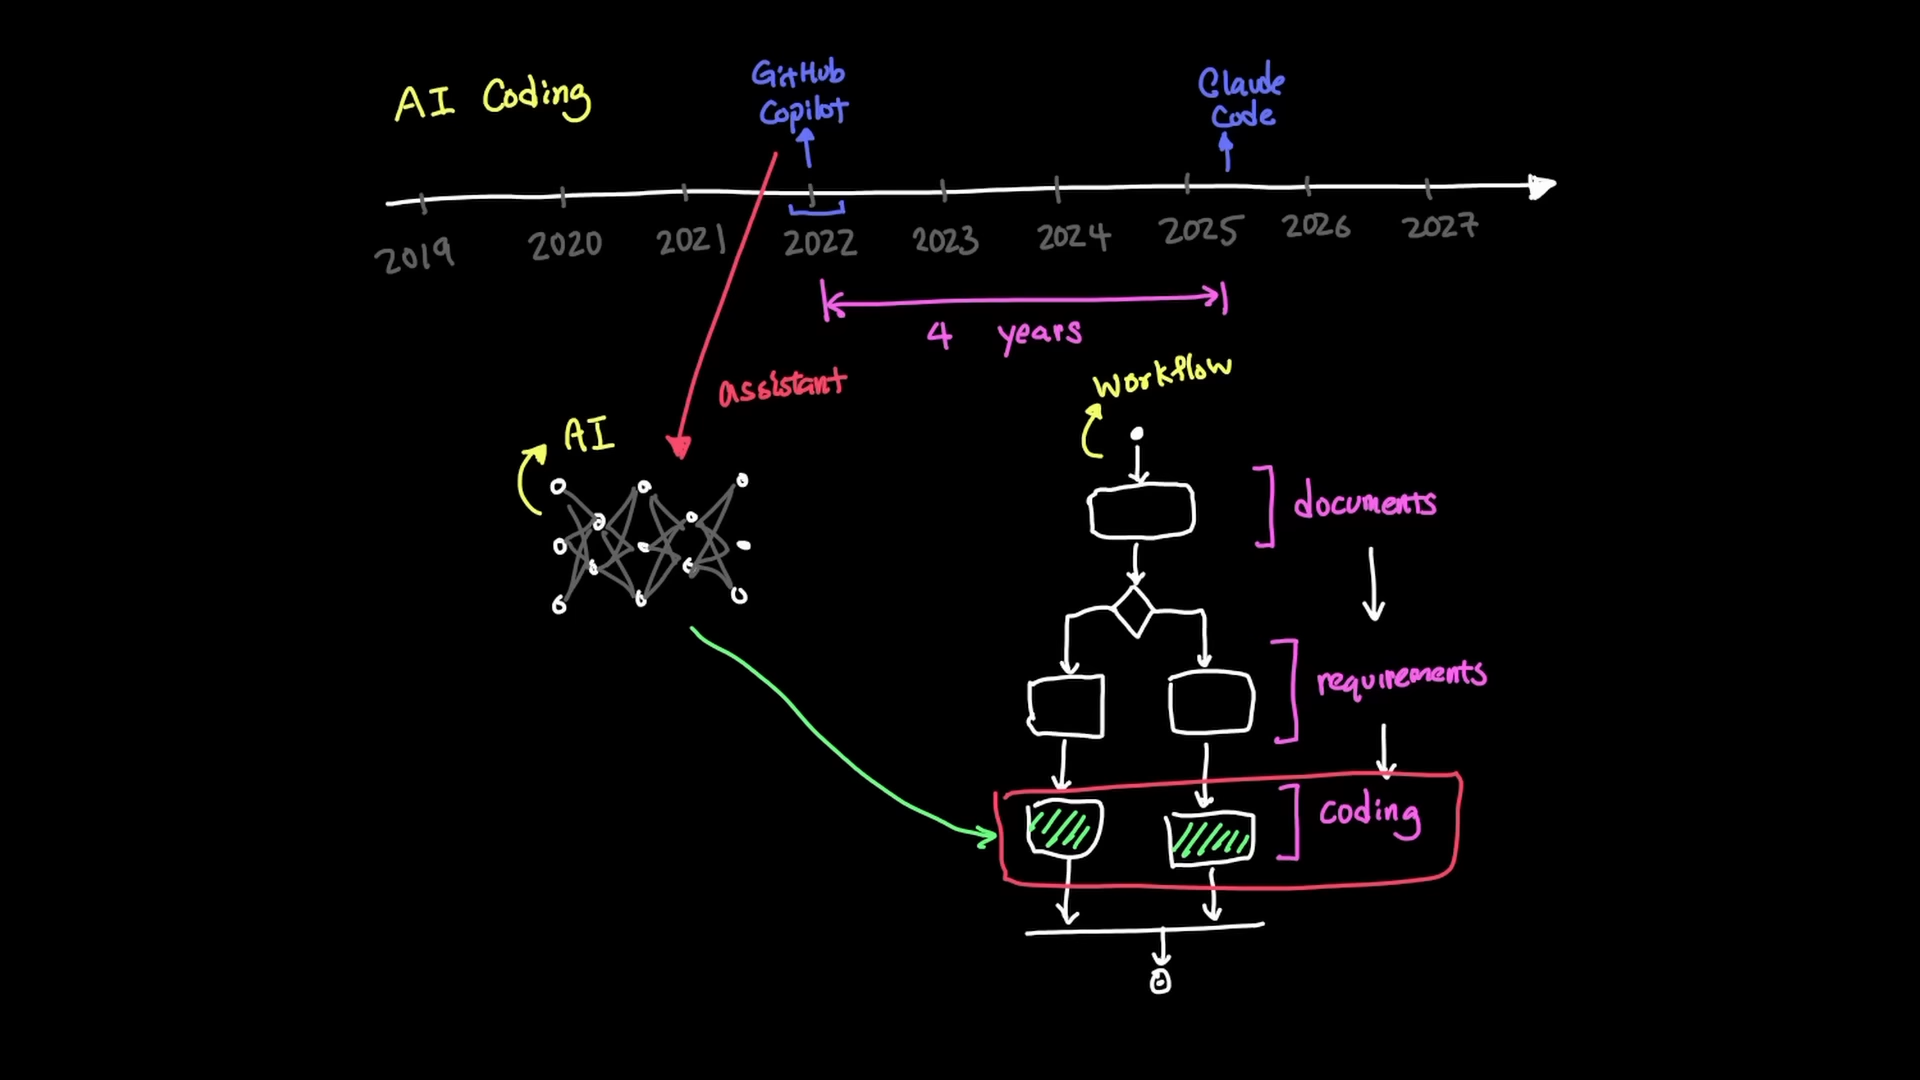 AI Coding
GitHub
Copilot
Claude
Code
2019
2020
2021
2022
2023
2024
2025
2026
2027
4 years
assistant
AI
Workflow
documents
requirements
coding